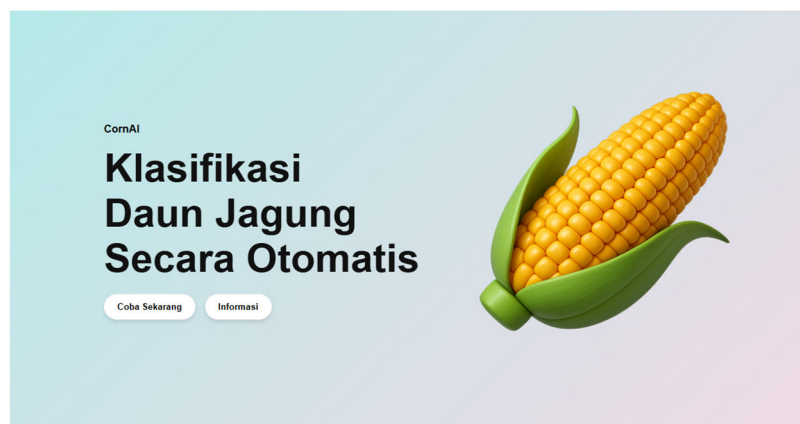 CornAI
Klasifikasi
Daun Jagung
Secara Otomatis
Coba Sekarang
Informasi